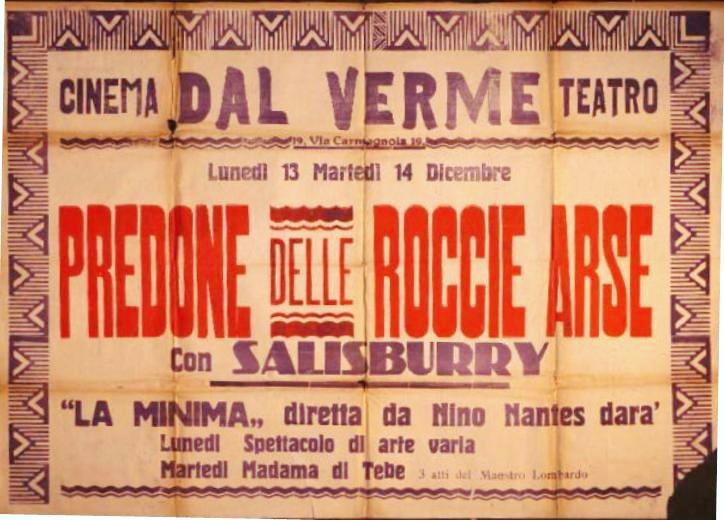 CINEMA DAL VERME TEATRO
19, Via Carmagnola 19,
Lunedì 13 Martedì 14 Dicembre
PREDONE DELLE ROCCIE ARSE
Con SALISBURRY
"LA MINIMA„ diretta da Nino Nantes dara'
Lunedì Spettacolo di arte varia
Martedì Madama di Tebe 3 atti del Maestro Lombardo